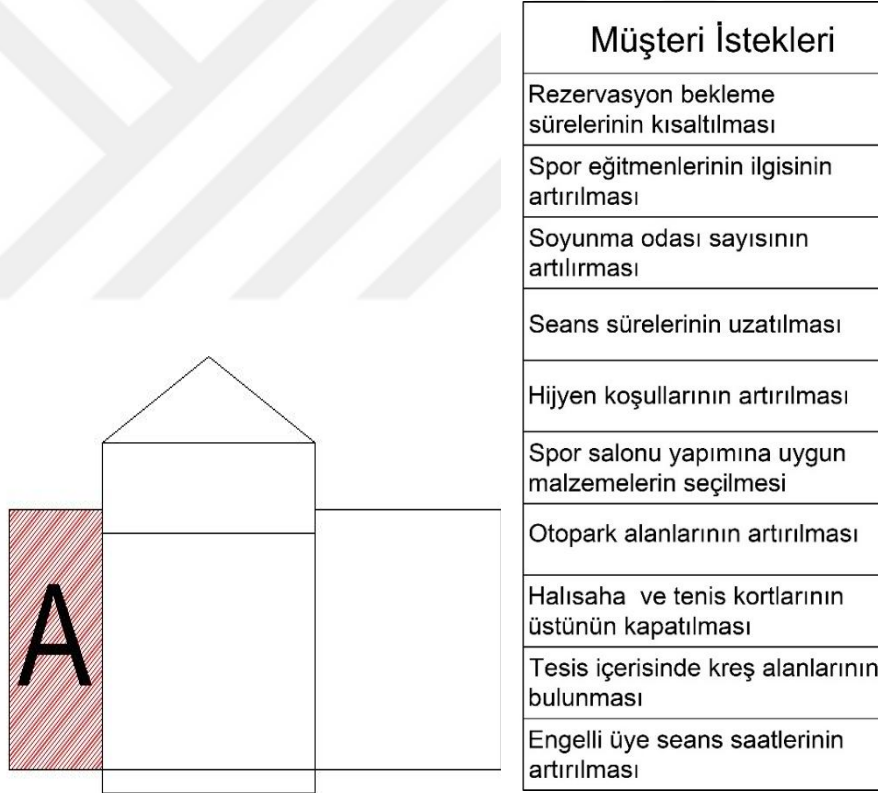 Müşteri İstekleri
Rezervasyon bekleme
sürelerinin kısaltılması
Spor eğitmenlerinin ilgisinin
artırılması
Soyunma odası sayısının
artılırması
Seans sürelerinin uzatılması
Hijyen koşullarının artırılması
Spor salonu yapımına uygun
malzemelerin seçilmesi
Otopark alanlarının artırılması
Halısaha ve tenis kortlarının
üstünün kapatılması
Tesis içerisinde kreş alanlarının
bulunması
Engelli üye seans saatlerinin
artırılması
A